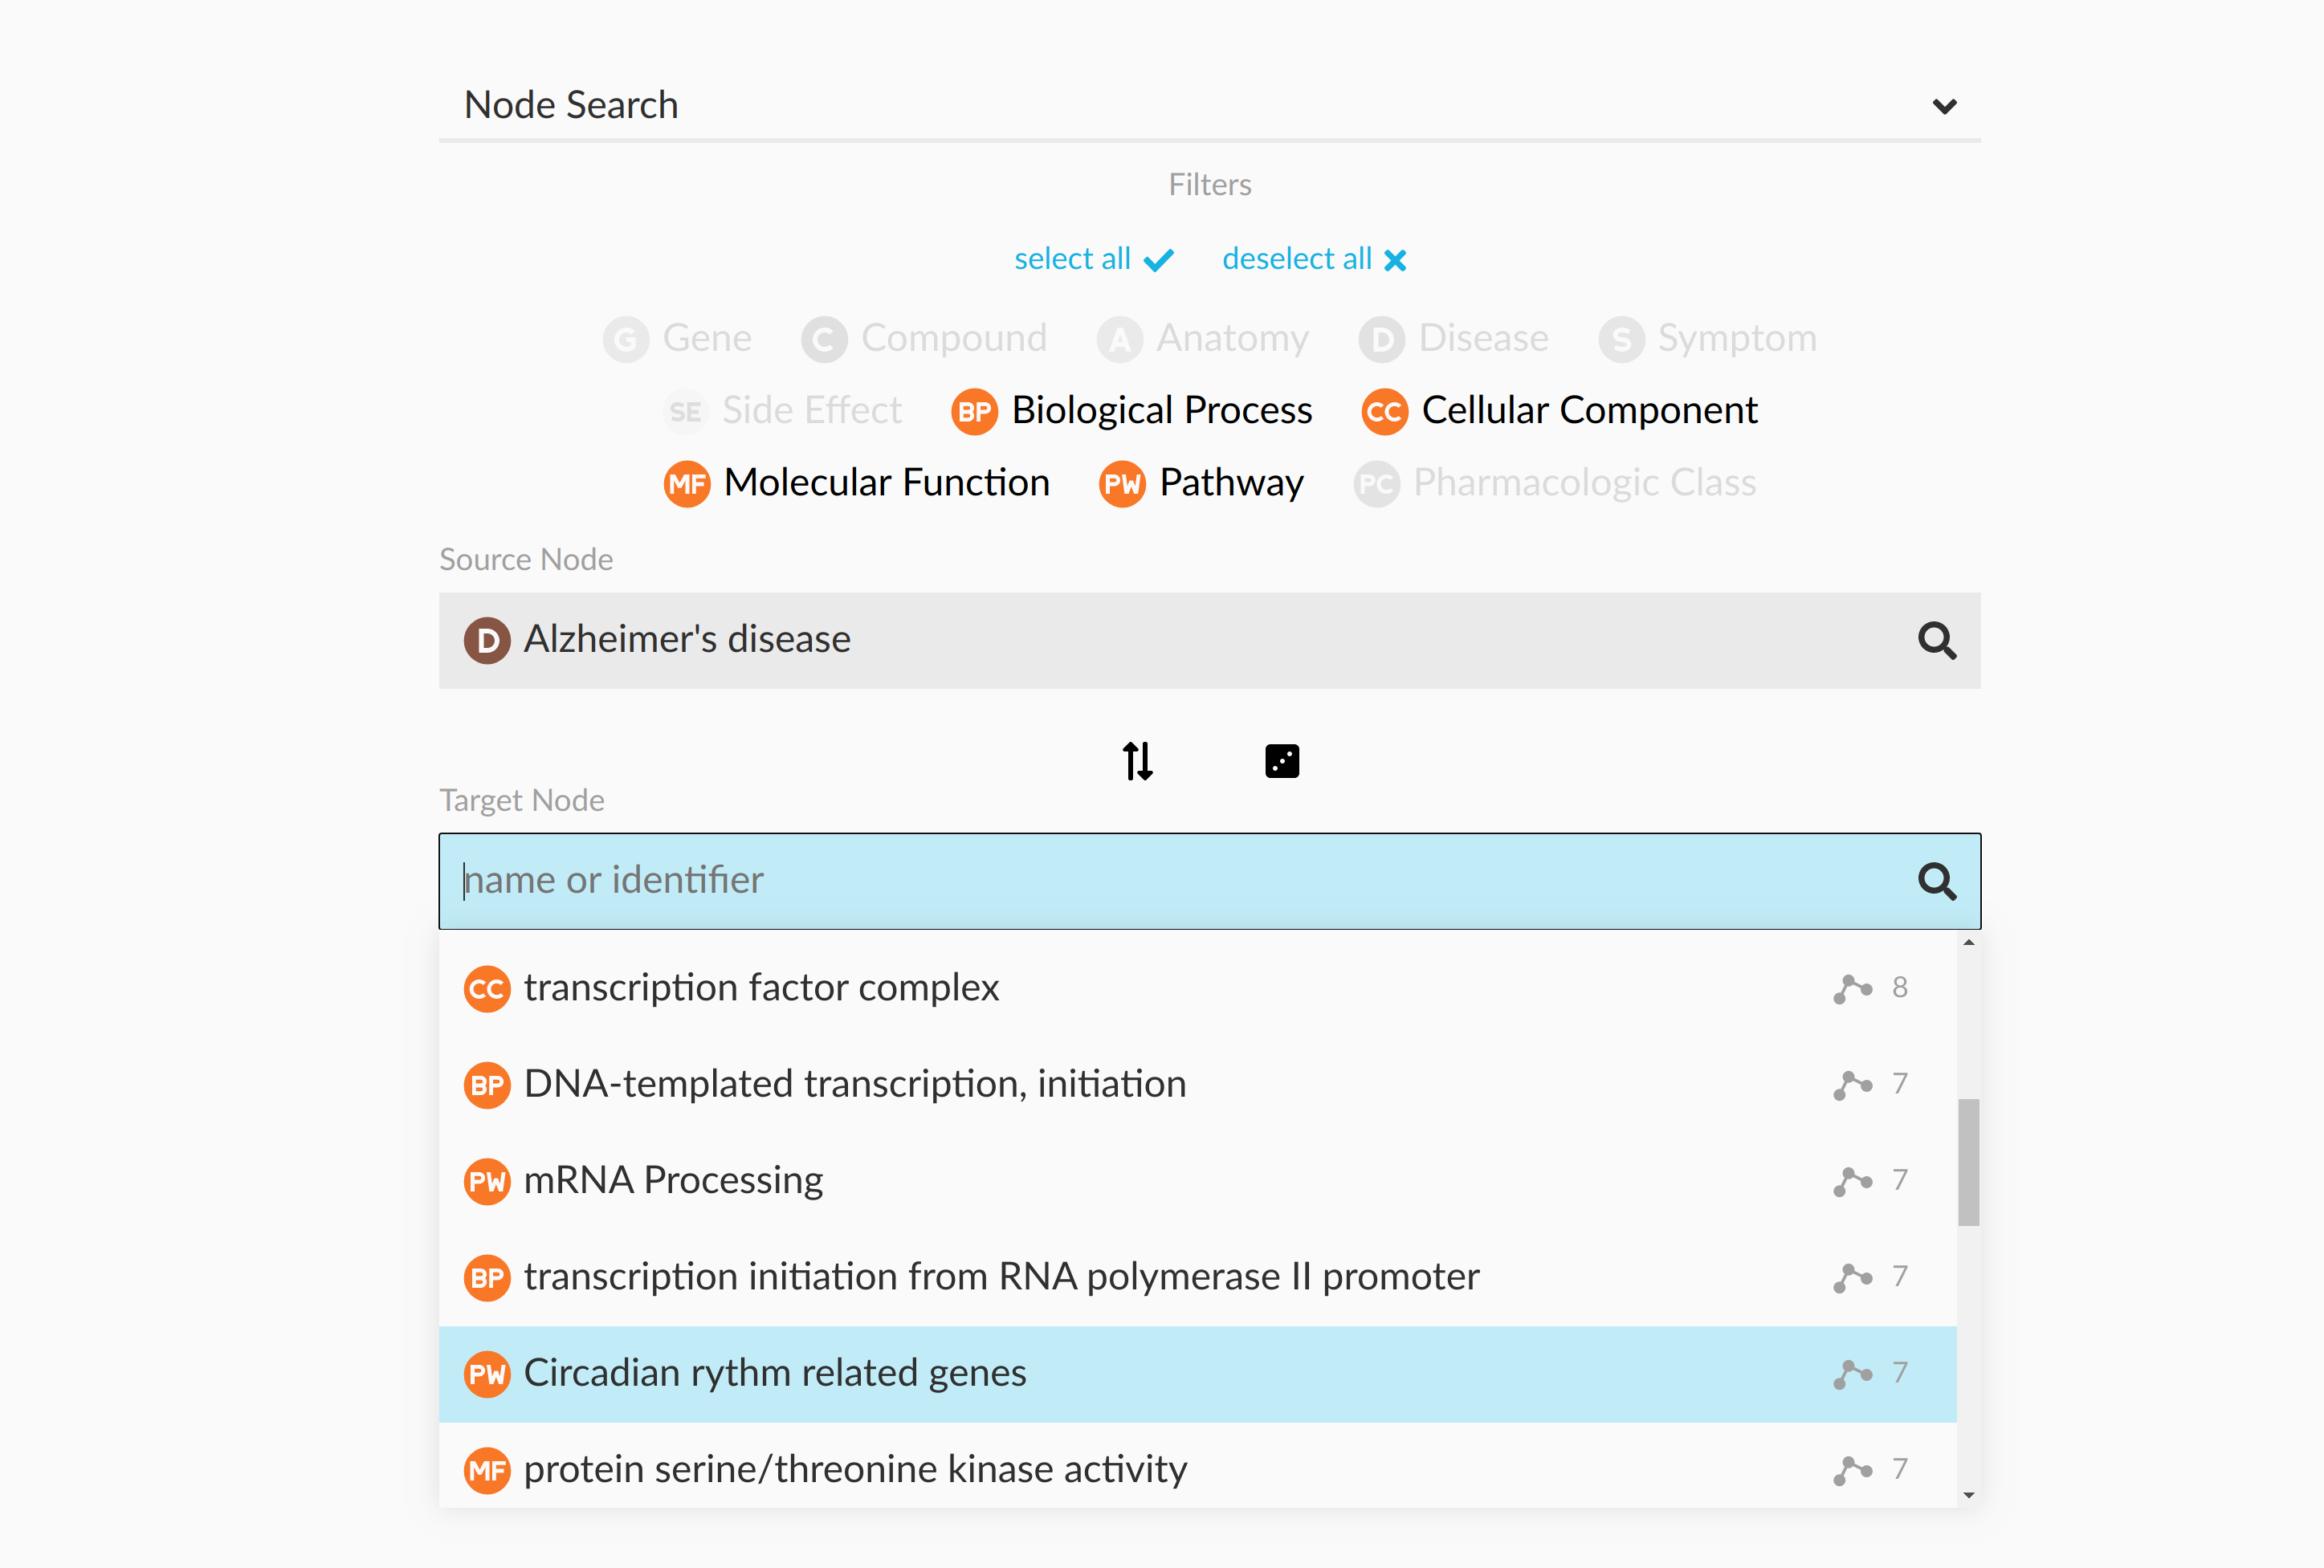 Node Search
Filters
select all deselect all
G Gene C Compound A Anatomy D Disease S Symptom
SE Side Effect BP Biological Process CC Cellular Component
MF Molecular Function PW Pathway PC Pharmacologic Class
Source Node
D Alzheimer's disease
Target Node
name or identifier
CC transcription factor complex 8
BP DNA-templated transcription, initiation 7
PW mRNA Processing 7
BP transcription initiation from RNA polymerase II promoter 7
PW Circadian rythm related genes 7
MF protein serine/threonine kinase activity 7